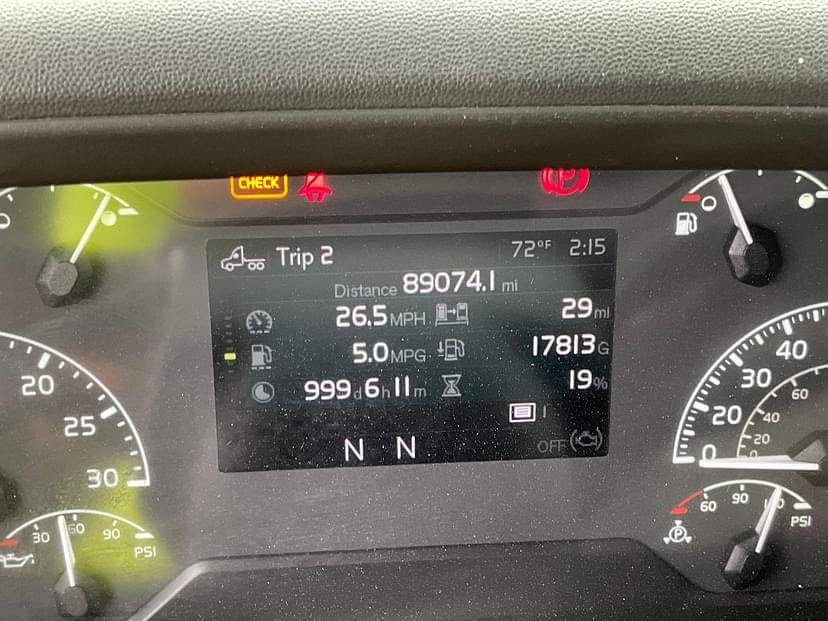 CHECK
P
Trip 2 72°F 2:15
Distance 89074.1 mi
26.5 MPH 29 mi
5.0 MPG 17813 G
999 d 6 h 11 m 19 %
1
N N OFF
20
25
30
30 60 90
PSI
0 20 30 40
20 40 60
0
60 90
PSI
P